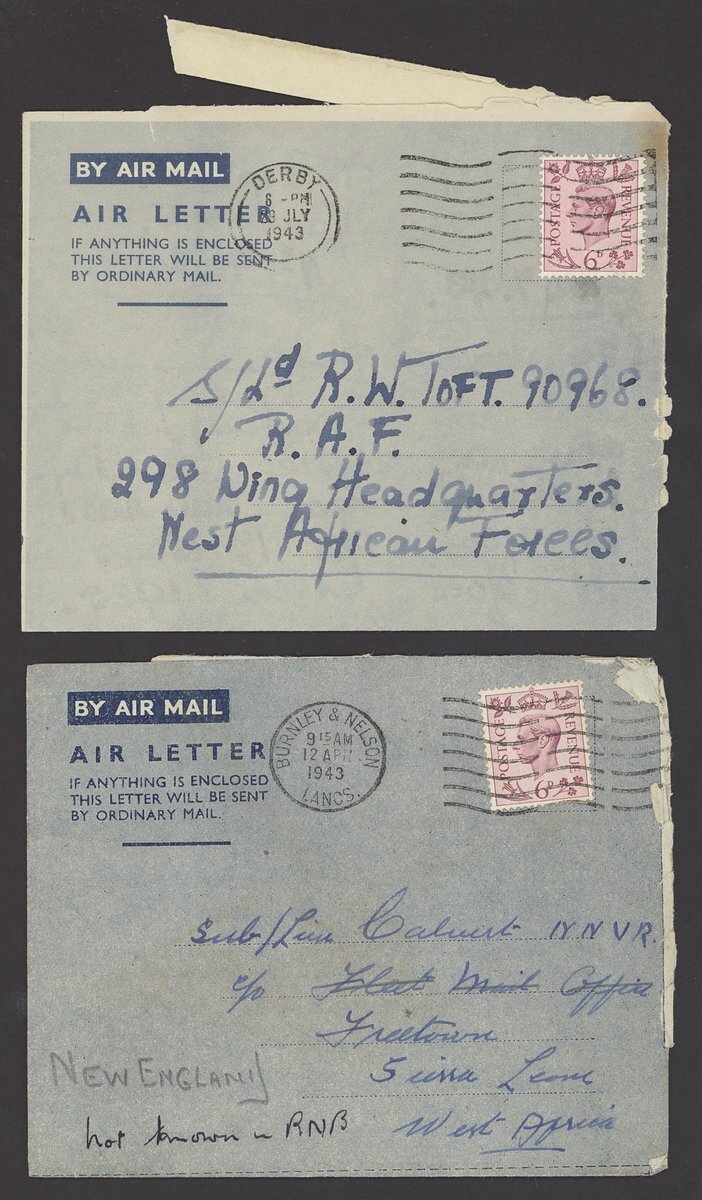 BY AIR MAIL
AIR LETTER
IF ANYTHING IS ENCLOSED
THIS LETTER WILL BE SENT
BY ORDINARY MAIL.
DERBY
6 - PM
JLY
1943
POSTAGE REVENUE
6D
S/Ld R.W. TOFT. 90968.
R.A.F.
298 Wing Headquarters.
West African Forces.
BY AIR MAIL
AIR LETTER
IF ANYTHING IS ENCLOSED
THIS LETTER WILL BE SENT
BY ORDINARY MAIL.
BURNLEY & NELSON
9 15 AM
12 APR
1943
LANCS.
POSTAGE REVENUE
6D
Sub/Lieu Calvert RNVR.
c/o Fleet Mail Office
Freetown
Sierra Leone
West Africa
NEW ENGLAND
not known in RNB